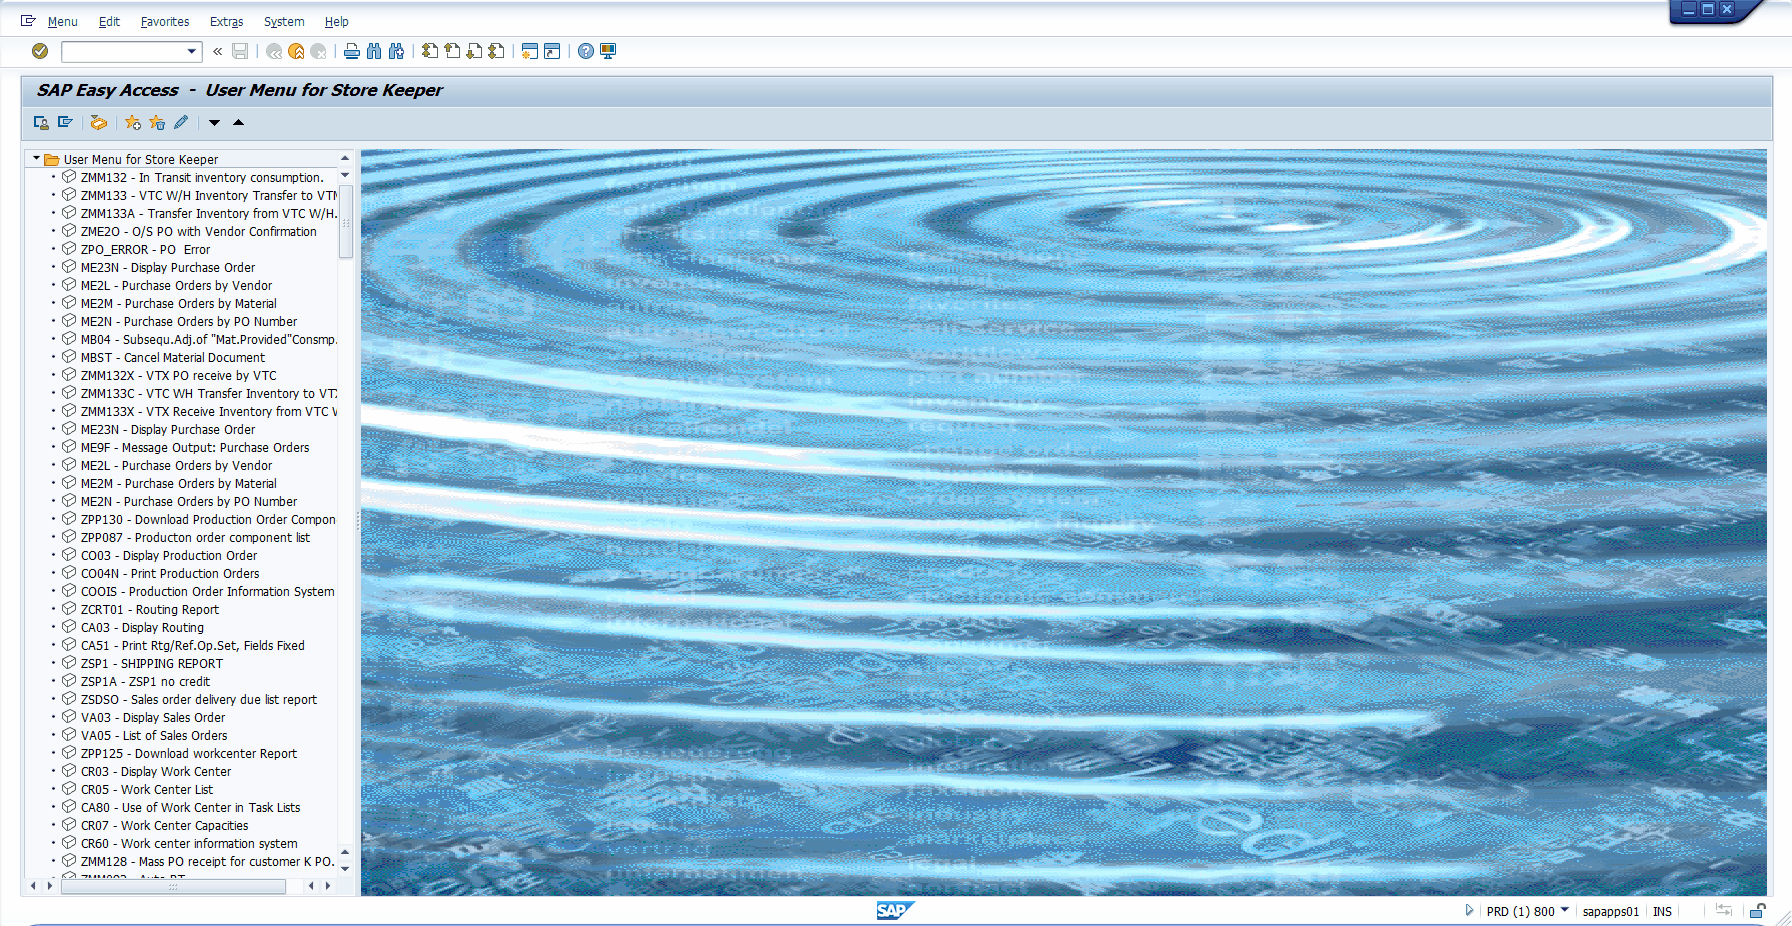 Menu Edit Favorites Extras System Help
SAP Easy Access - User Menu for Store Keeper
User Menu for Store Keeper
ZMM132 - In Transit inventory consumption.
ZMM133 - VTC W/H Inventory Transfer to VTM
ZMM133A - Transfer Inventory from VTC W/H.
ZME2O - O/S PO with Vendor Confirmation
ZPO_ERROR - PO Error
ME23N - Display Purchase Order
ME2L - Purchase Orders by Vendor
ME2M - Purchase Orders by Material
ME2N - Purchase Orders by PO Number
MB04 - Subsequ.Adj.of "Mat.Provided"Consmp.
MBST - Cancel Material Document
ZMM132X - VTX PO receive by VTC
ZMM133C - VTC WH Transfer Inventory to VTX
ZMM133X - VTX Receive Inventory from VTC W
ME23N - Display Purchase Order
ME9F - Message Output: Purchase Orders
ME2L - Purchase Orders by Vendor
ME2M - Purchase Orders by Material
ME2N - Purchase Orders by PO Number
ZPP130 - Download Production Order Compon
ZPP087 - Producton order component list
CO03 - Display Production Order
CO04N - Print Production Orders
COOIS - Production Order Information System
ZCRT01 - Routing Report
CA03 - Display Routing
CA51 - Print Rtg/Ref.Op.Set, Fields Fixed
ZSP1 - SHIPPING REPORT
ZSP1A - ZSP1 no credit
ZSDSO - Sales order delivery due list report
VA03 - Display Sales Order
VA05 - List of Sales Orders
ZPP125 - Download workcenter Report
CR03 - Display Work Center
CR05 - Work Center List
CA80 - Use of Work Center in Task Lists
CR07 - Work Center Capacities
CR60 - Work center information system
ZMM128 - Mass PO receipt for customer K PO.
SAP
PRD (1) 800 sapapps01 INS